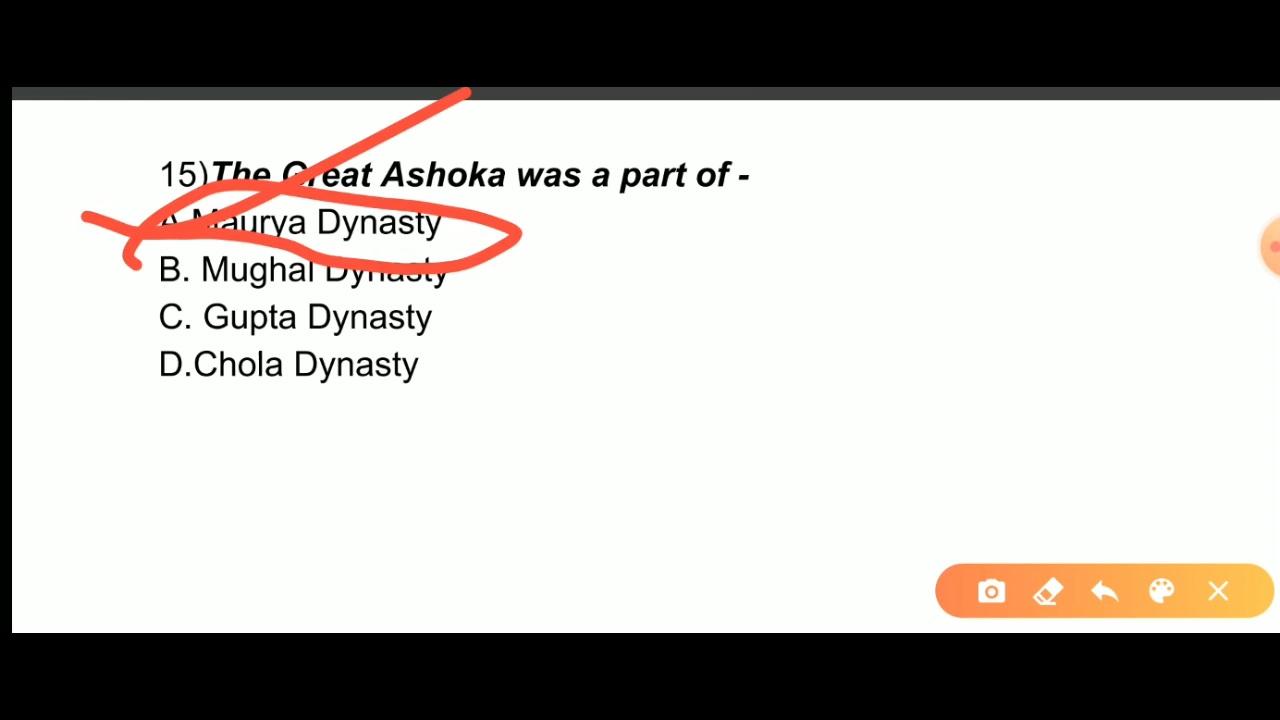 15)The Great Ashoka was a part of -
A.Maurya Dynasty
B. Mughal Dynasty
C. Gupta Dynasty
D.Chola Dynasty